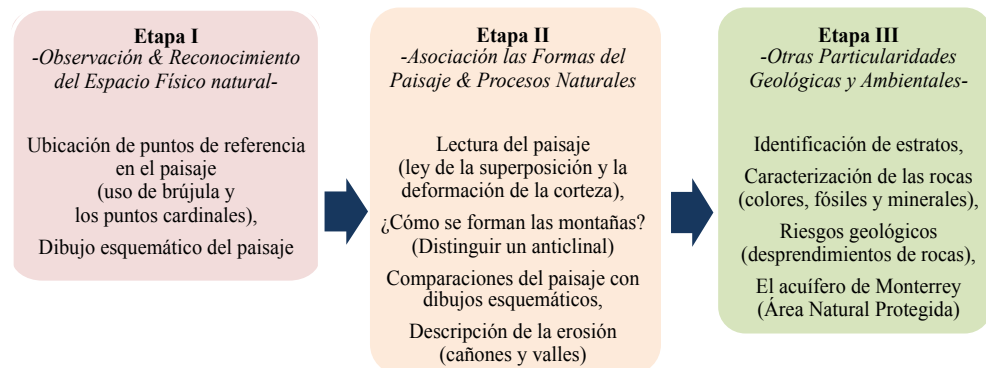 Etapa I
-Observación & Reconocimiento
del Espacio Físico natural-
Ubicación de puntos de referencia
en el paisaje
(uso de brújula y
los puntos cardinales),
Dibujo esquemático del paisaje
Etapa II
-Asociación las Formas del
Paisaje & Procesos Naturales
Lectura del paisaje
(ley de la superposición y la
deformación de la corteza),
¿Cómo se forman las montañas?
(Distinguir un anticlinal)
Comparaciones del paisaje con
dibujos esquemáticos,
Descripción de la erosión
(cañones y valles)
Etapa III
-Otras Particularidades
Geológicas y Ambientales-
Identificación de estratos,
Caracterización de las rocas
(colores, fósiles y minerales),
Riesgos geológicos
(desprendimientos de rocas),
El acuífero de Monterrey
(Área Natural Protegida)